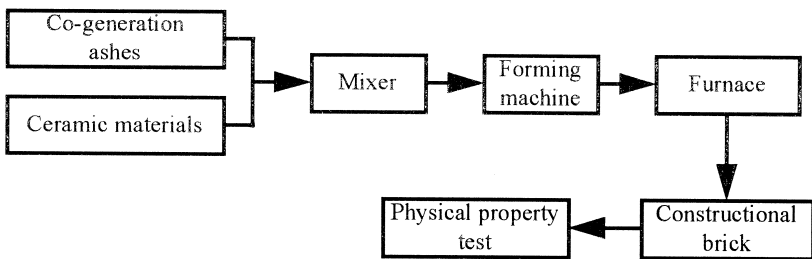 Co-generation
ashes
Ceramic materials
Mixer
Forming
machine
Furnace
Physical property
test
Constructional
brick